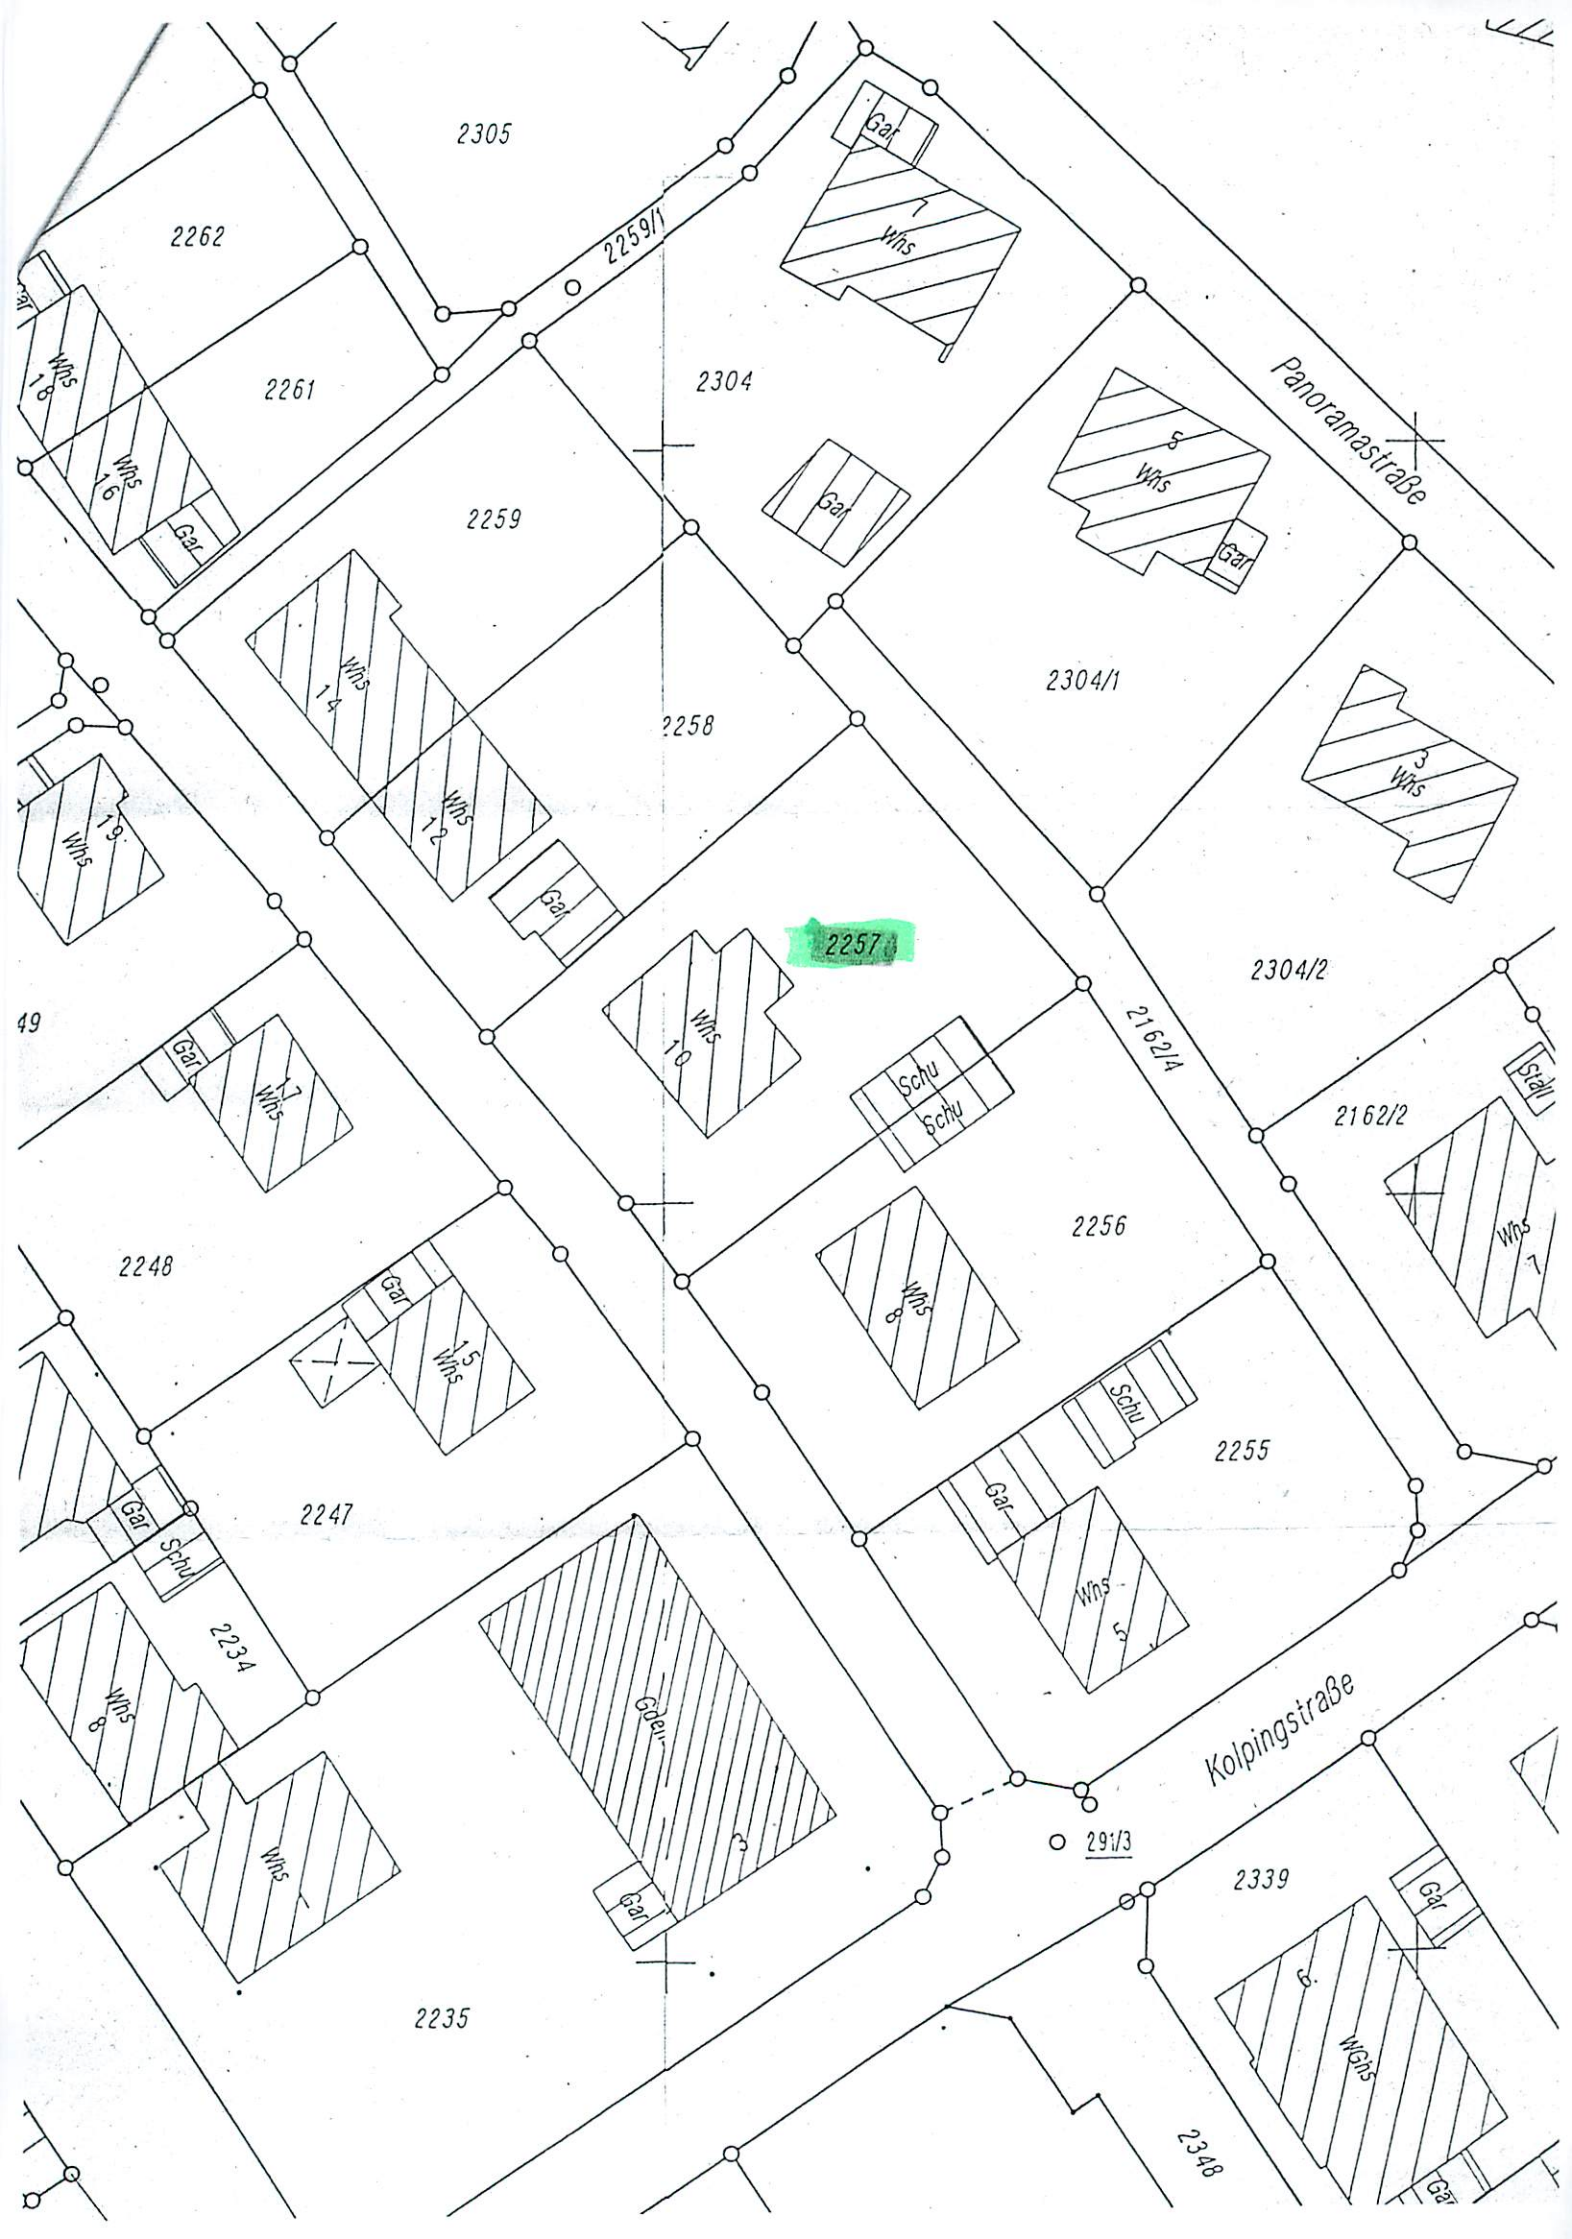 2305
Gar
7
Whs
2262
2259/1
ar
Whs
18
2261
2304
Panoramastraße
5
Whs
Whs
16
Gar
2259
Gar
Gar
Whs
14
2304/1
2258
3
Whs
Whs
12
19
Whs
Gar
2257
2304/2
49
Whs
10
2162/4
Gar
17
Whs
Schu
Schu
Stall
2162/2
2256
Whs
7
2248
Gar
Whs
8
15
Whs
Schu
2255
Gar
2247
Gar
Schu
Whs
5
2234
Whs
8
Kolpingstraße
3
291/3
Whs
1
Gar
2339
Gar
6
2235
WGhs
2348
Gar